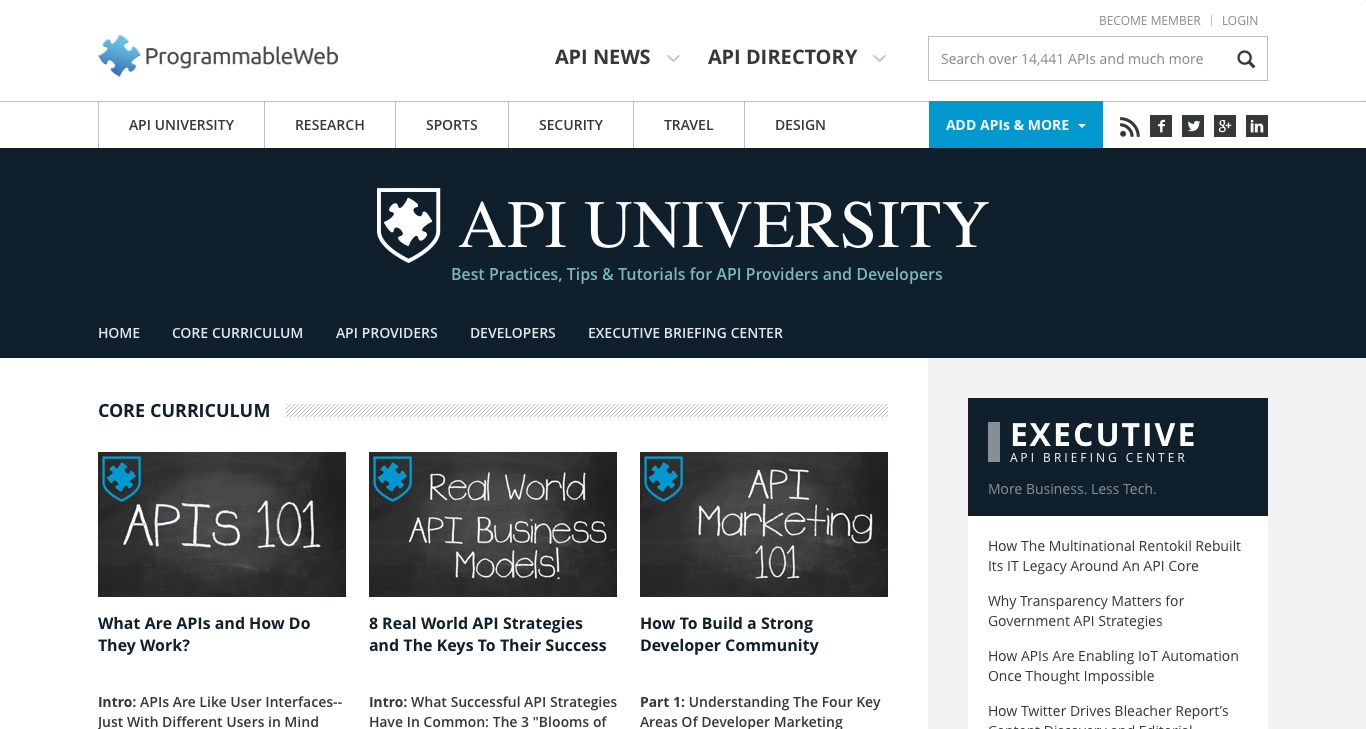 BECOME MEMBER
LOGIN
ProgrammableWeb
API NEWS
API DIRECTORY
Search over 14,441 APIs and much more
API UNIVERSITY
RESEARCH
SPORTS
SECURITY
TRAVEL
DESIGN
ADD APIs & MORE
API UNIVERSITY
Best Practices, Tips & Tutorials for API Providers and Developers
HOME
CORE CURRICULUM
API PROVIDERS
DEVELOPERS
EXECUTIVE BRIEFING CENTER
CORE CURRICULUM
APIs 101
What Are APIs and How Do
They Work?
Intro: APIs Are Like User Interfaces--
Just With Different Users in Mind
Real World
API Business
Models!
8 Real World API Strategies
and The Keys To Their Success
Intro: What Successful API Strategies
Have In Common: The 3 "Blooms of
API
Marketing
101
How To Build a Strong
Developer Community
Part 1: Understanding The Four Key
Areas Of Developer Marketing
EXECUTIVE
API BRIEFING CENTER
More Business. Less Tech.
How The Multinational Rentokil Rebuilt
Its IT Legacy Around An API Core
Why Transparency Matters for
Government API Strategies
How APIs Are Enabling IoT Automation
Once Thought Impossible
How Twitter Drives Bleacher Report's
Content Discovery and Editorial